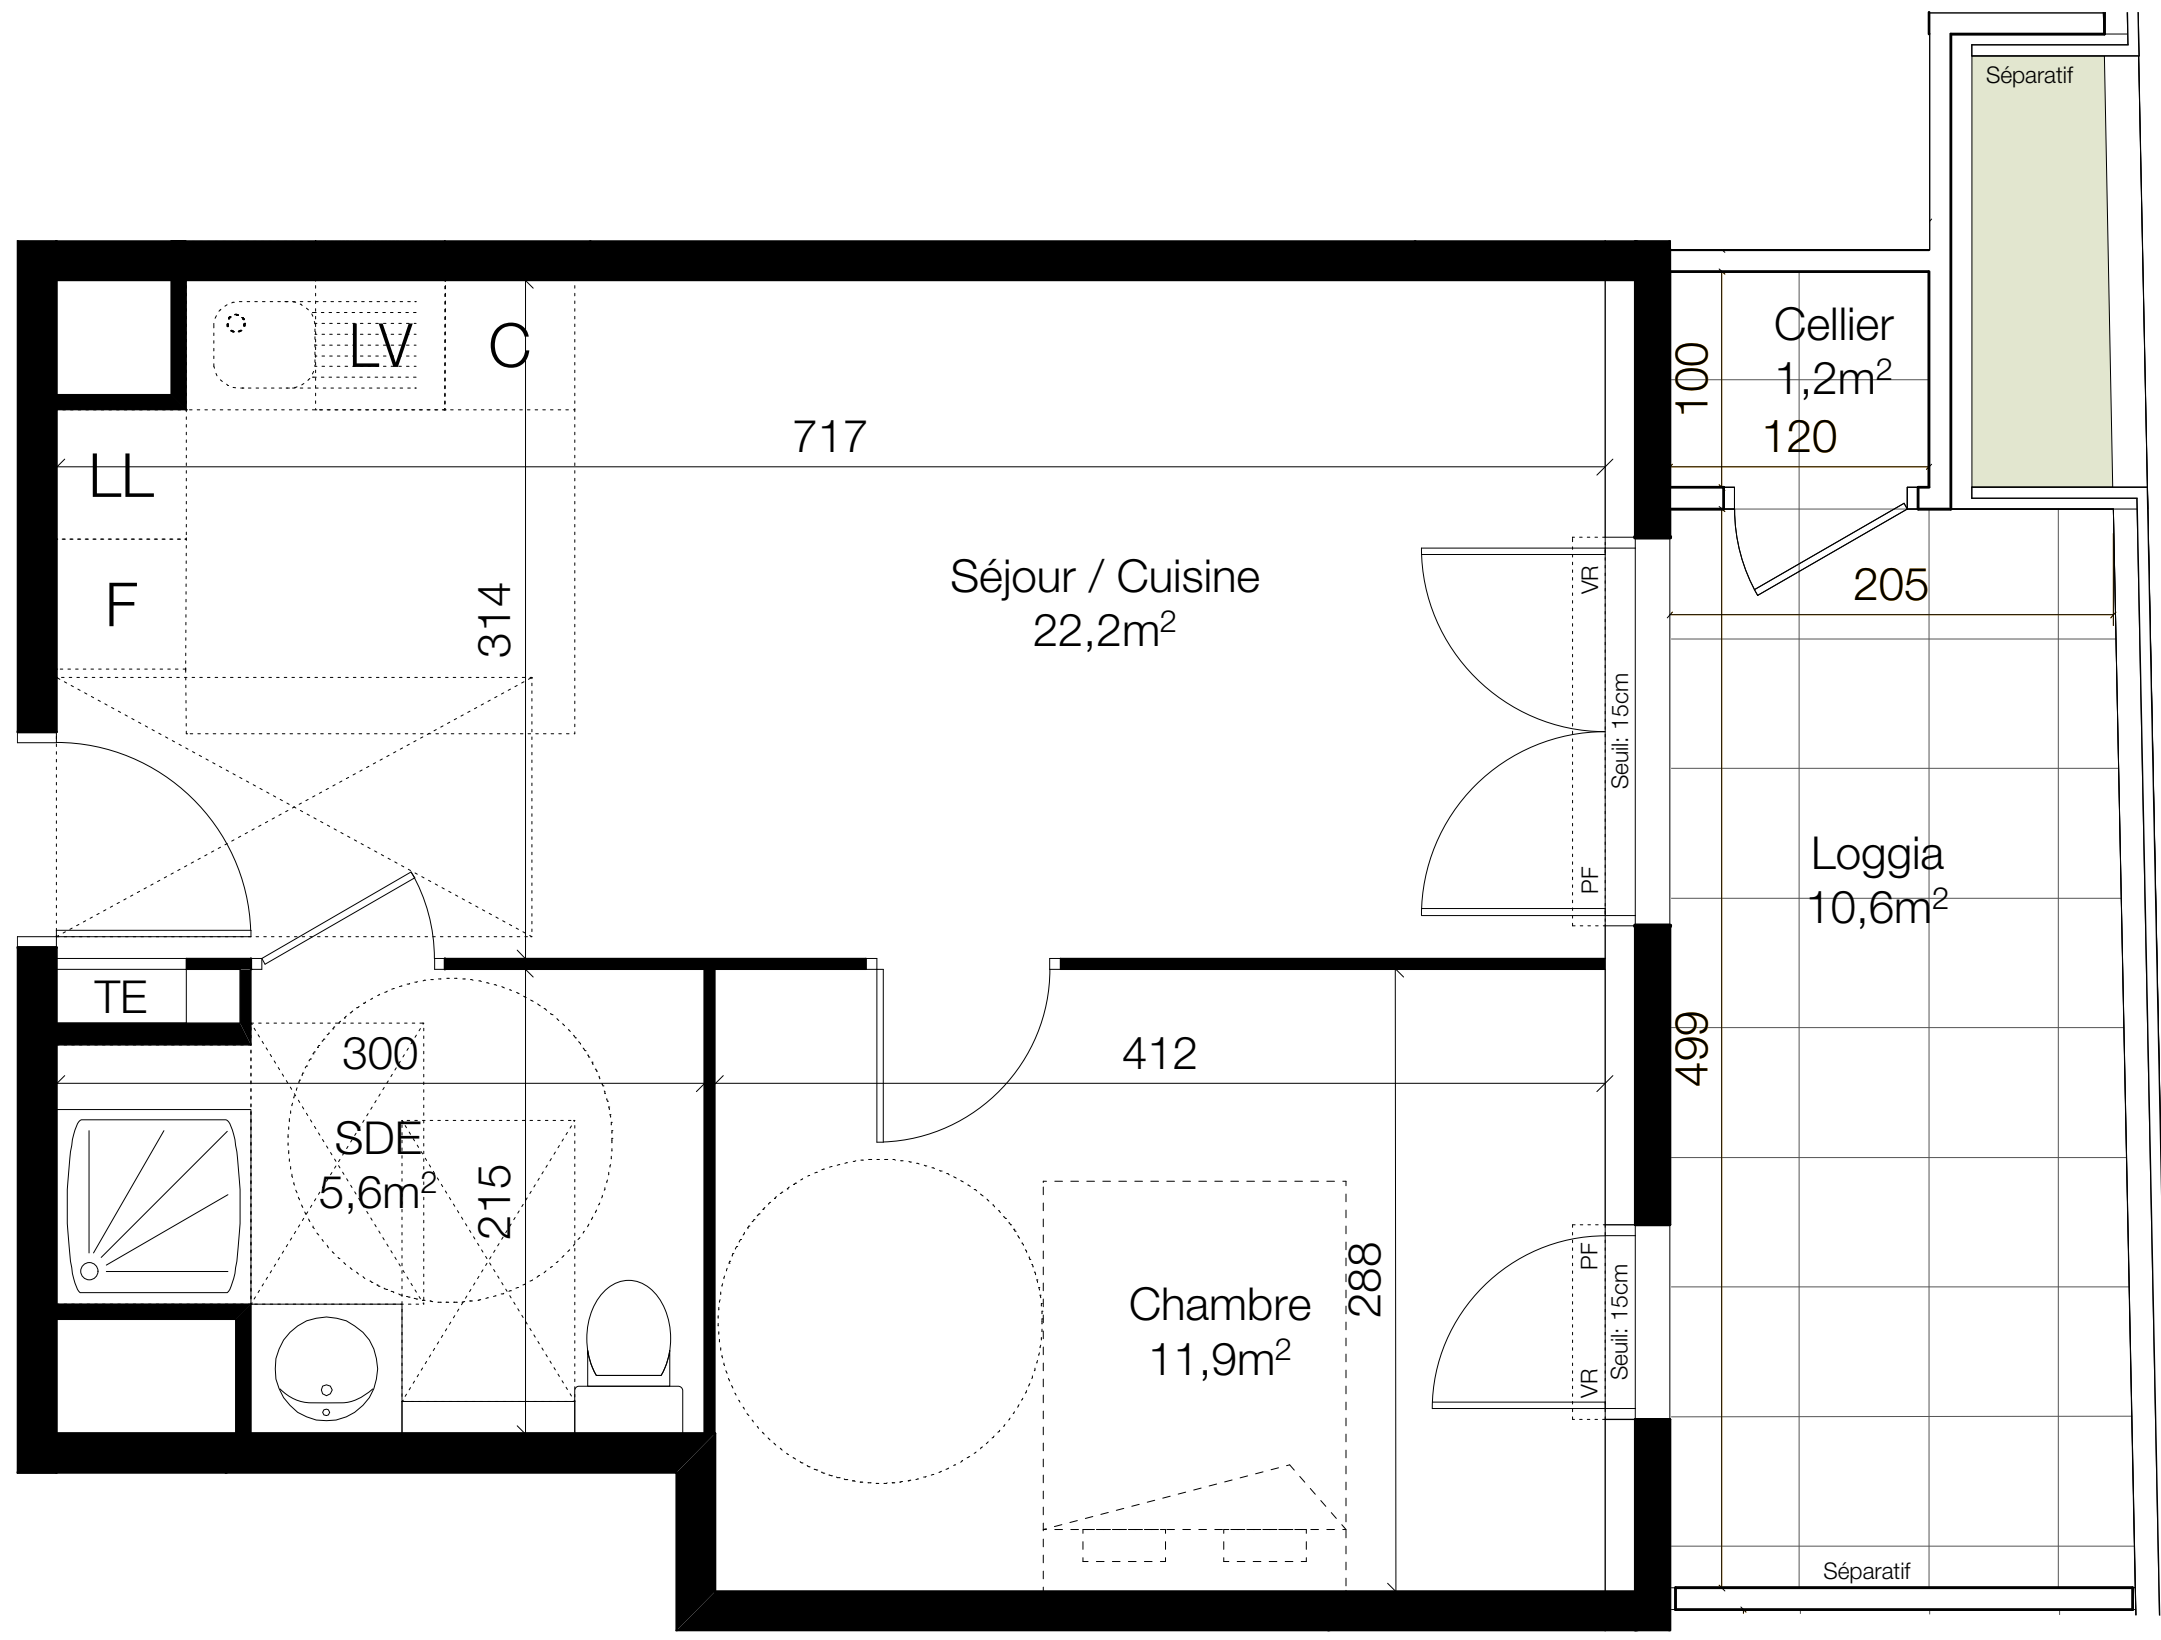 Séparatif
LV
C
Cellier
1,2m²
100
120
717
LL
F
314
Séjour / Cuisine
22,2m²
VR
Seuil: 15cm
PF
205
Loggia
10,6m²
TE
300
412
499
SDE
5,6m²
215
Chambre
11,9m²
288
PF
Seuil: 15cm
VR
Séparatif